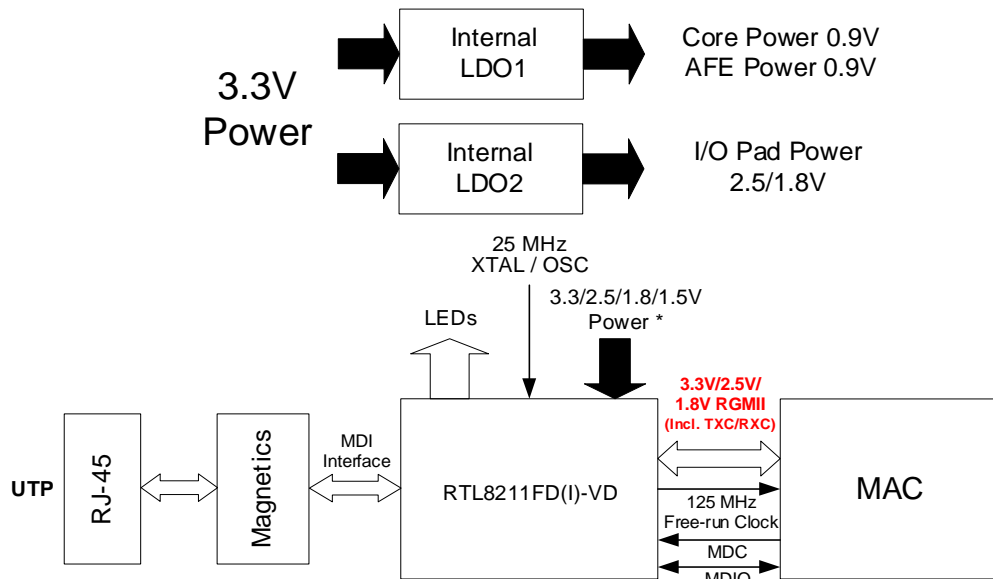 Internal
LDO1
Core Power 0.9V
AFE Power 0.9V
3.3V
Power
Internal
LDO2
I/O Pad Power
2.5/1.8V
25 MHz
XTAL / OSC
3.3/2.5/1.8/1.5V
Power *
LEDs
3.3V/2.5V/
1.8V RGMII
(Incl. TXC/RXC)
UTP
RJ-45
Magnetics
MDI
Interface
RTL8211FD(I)-VD
MAC
125 MHz
Free-run Clock
MDC
MDIO